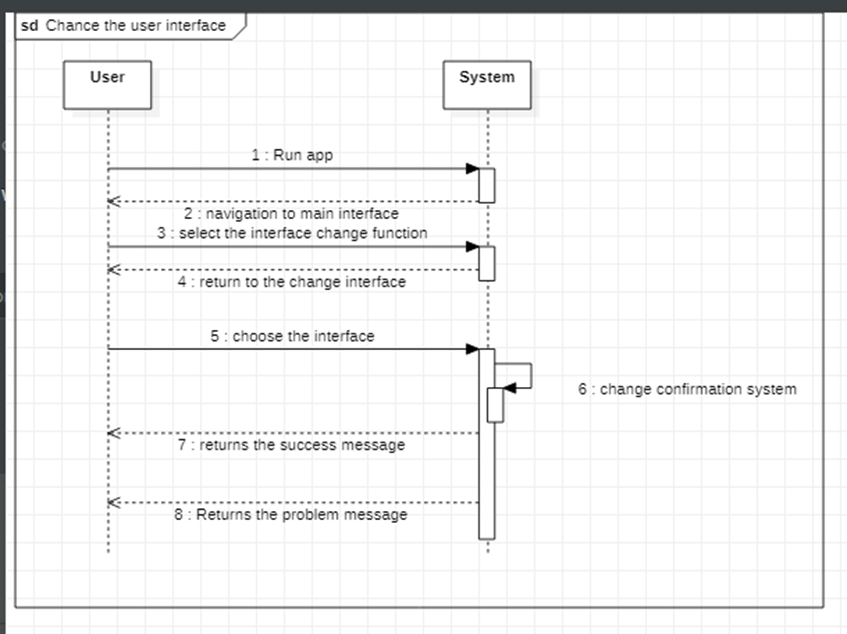 sd Chance the user interface
User
System
1 : Run app
2 : navigation to main interface
3 : select the interface change function
4 : return to the change interface
5 : choose the interface
6 : change confirmation system
7 : returns the success message
8 : Returns the problem message